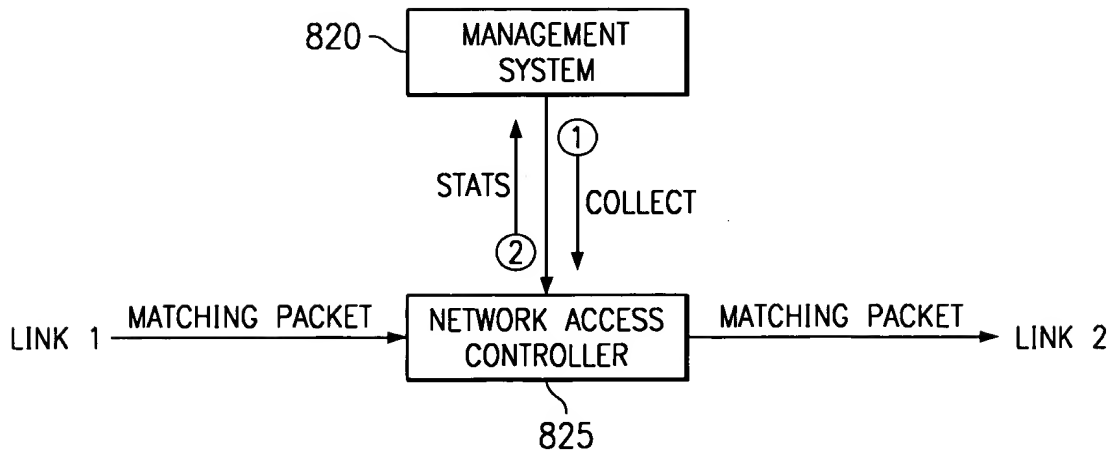 820
MANAGEMENT
SYSTEM
1
STATS
COLLECT
2
LINK 1
MATCHING PACKET
NETWORK ACCESS
CONTROLLER
MATCHING PACKET
LINK 2
825